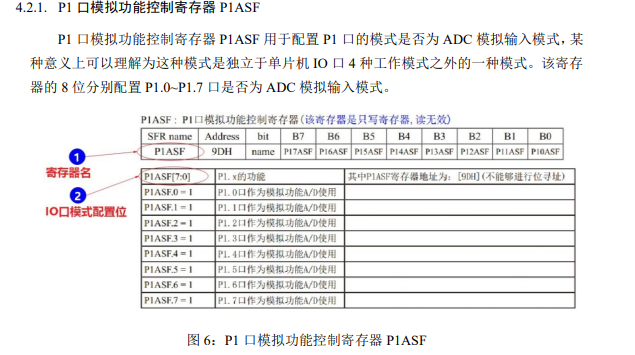 4.2.1. P1 口模拟功能控制寄存器 P1ASF
P1 口模拟功能控制寄存器 P1ASF 用于配置 P1 口的模式是否为 ADC 模拟输入模式，某
种意义上可以理解为这种模式是独立于单片机 IO 口 4 种工作模式之外的一种模式。该寄存
器的 8 位分别配置 P1.0~P1.7 口是否为 ADC 模拟输入模式。
P1ASF：P1口模拟功能控制寄存器(该寄存器是只写寄存器,读无效)
SFR name Address bit B7 B6 B5 B4 B3 B2 B1 B0
P1ASF 9DH name P17ASF P16ASF P15ASF P14ASF P13ASF P12ASF P11ASF P10ASF
1
寄存器名
P1ASF[7:0] P1.x的功能 其中P1ASF寄存器地址为：[9DH](不能够进行位寻址)
2
IO口模式配置位
P1ASF.0 = 1 P1.0口作为模拟功能A/D使用
P1ASF.1 = 1 P1.1口作为模拟功能A/D使用
P1ASF.2 = 1 P1.2口作为模拟功能A/D使用
P1ASF.3 = 1 P1.3口作为模拟功能A/D使用
P1ASF.4 = 1 P1.4口作为模拟功能A/D使用
P1ASF.5 = 1 P1.5口作为模拟功能A/D使用
P1ASF.6 = 1 P1.6口作为模拟功能A/D使用
P1ASF.7 = 1 P1.7口作为模拟功能A/D使用
图 6：P1 口模拟功能控制寄存器 P1ASF